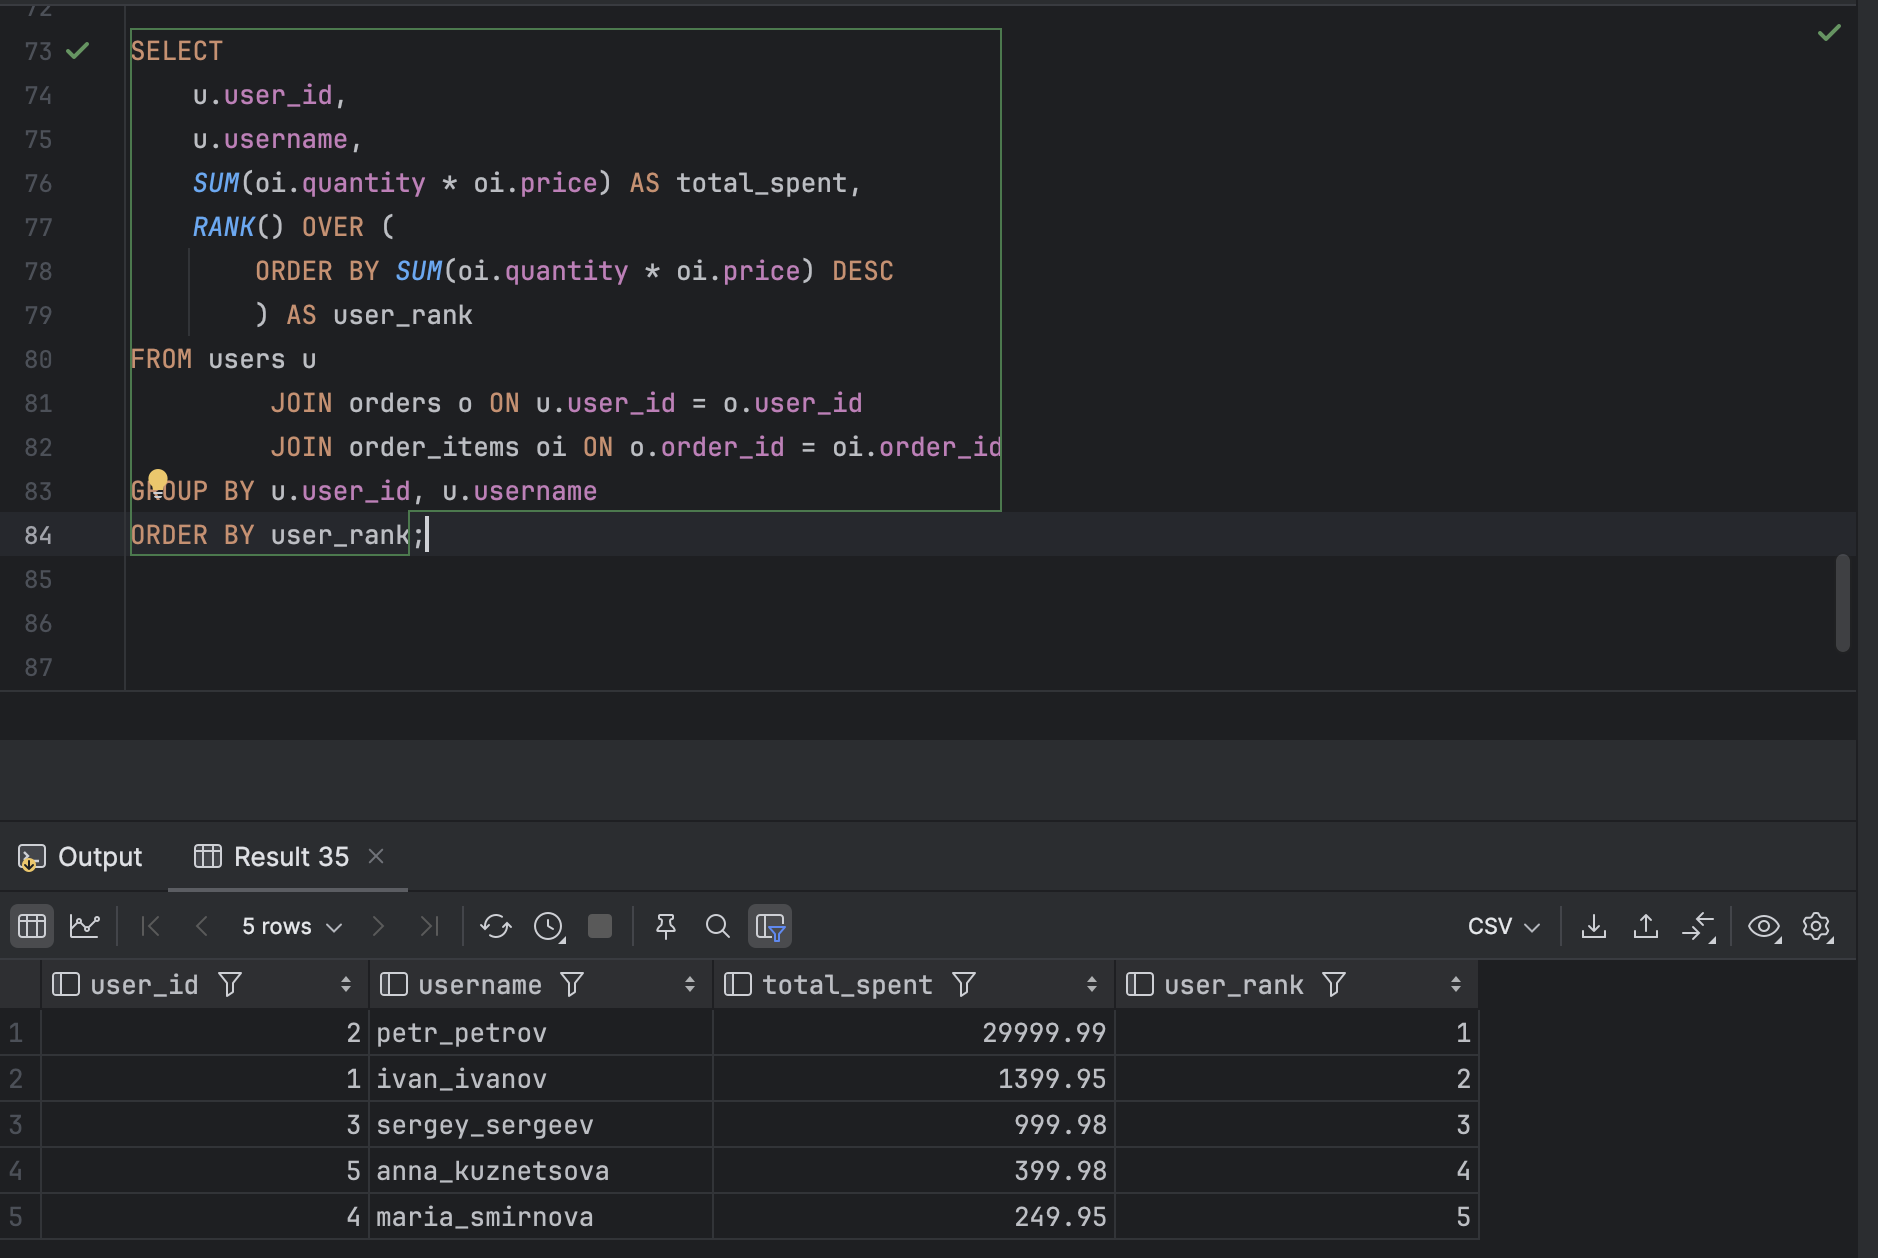 72
73 SELECT
74 u.user_id,
75 u.username,
76 SUM(oi.quantity * oi.price) AS total_spent,
77 RANK() OVER (
78 ORDER BY SUM(oi.quantity * oi.price) DESC
79 ) AS user_rank
80 FROM users u
81 JOIN orders o ON u.user_id = o.user_id
82 JOIN order_items oi ON o.order_id = oi.order_id
83 GROUP BY u.user_id, u.username
84 ORDER BY user_rank;
85
86
87
Output Result 35
5 rows CSV
user_id username total_spent user_rank
1 2 petr_petrov 29999.99 1
2 1 ivan_ivanov 1399.95 2
3 3 sergey_sergeev 999.98 3
4 5 anna_kuznetsova 399.98 4
5 4 maria_smirnova 249.95 5